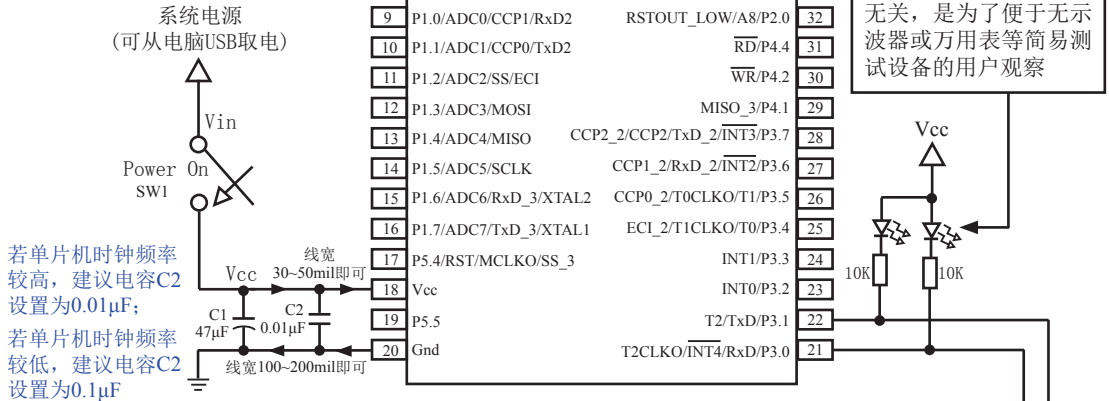 系统电源
(可从电脑USB取电)
Vin
Power On
SW1
若单片机时钟频率
较高，建议电容C2
设置为0.01μF；
若单片机时钟频率
较低，建议电容C2
设置为0.1μF
Vcc
线宽
30~50mil即可
C1
47μF
C2
0.01μF
线宽100~200mil即可
9 P1.0/ADC0/CCP1/RxD2
10 P1.1/ADC1/CCP0/TxD2
11 P1.2/ADC2/SS/ECI
12 P1.3/ADC3/MOSI
13 P1.4/ADC4/MISO
14 P1.5/ADC5/SCLK
15 P1.6/ADC6/RxD_3/XTAL2
16 P1.7/ADC7/TxD_3/XTAL1
17 P5.4/RST/MCLKO/SS_3
18 Vcc
19 P5.5
20 Gnd
RSTOUT_LOW/A8/P2.0 32
RD/P4.4 31
WR/P4.2 30
MISO_3/P4.1 29
CCP2_2/CCP2/TxD_2/INT3/P3.7 28
CCP1_2/RxD_2/INT2/P3.6 27
CCP0_2/T0CLKO/T1/P3.5 26
ECI_2/T1CLKO/T0/P3.4 25
INT1/P3.3 24
INT0/P3.2 23
T2/TxD/P3.1 22
T2CLKO/INT4/RxD/P3.0 21
无关，是为了便于无示
波器或万用表等简易测
试设备的用户观察
Vcc
10K
10K